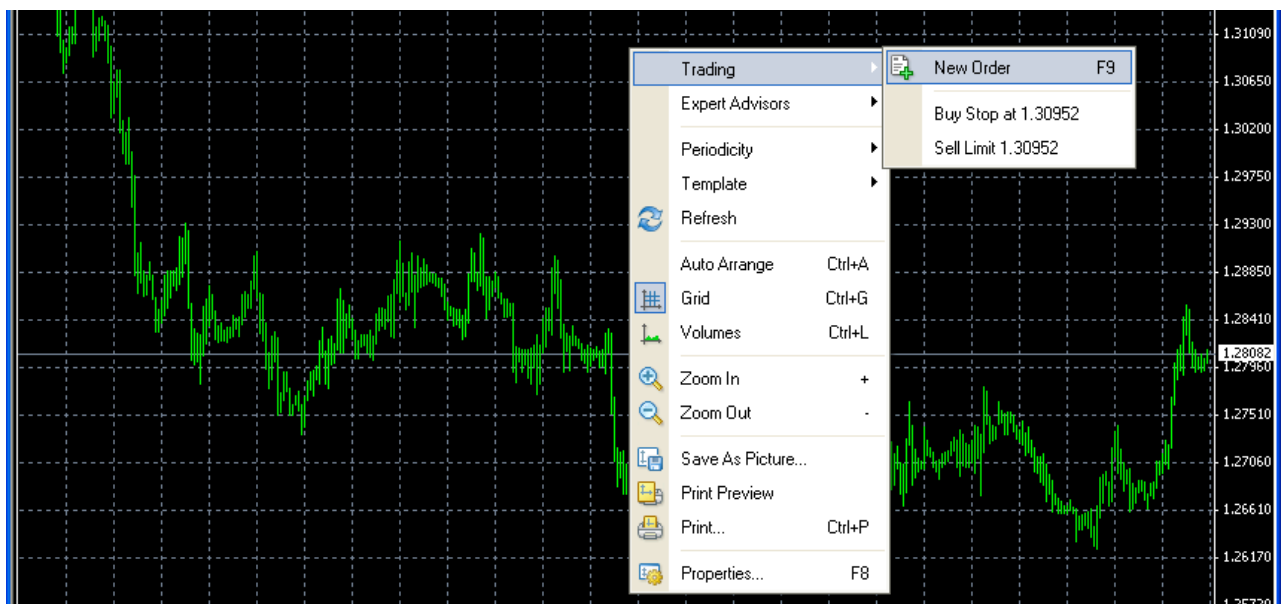 Trading
Expert Advisors
Periodicity
Template
Refresh
Auto Arrange Ctrl+A
Grid Ctrl+G
Volumes Ctrl+L
Zoom In +
Zoom Out -
Save As Picture...
Print Preview
Print... Ctrl+P
Properties... F8
New Order F9
Buy Stop at 1.30952
Sell Limit 1.30952
1.31090
1.30650
1.30200
1.29750
1.29300
1.28850
1.28410
1.28082
1.27960
1.27510
1.27060
1.26610
1.26170